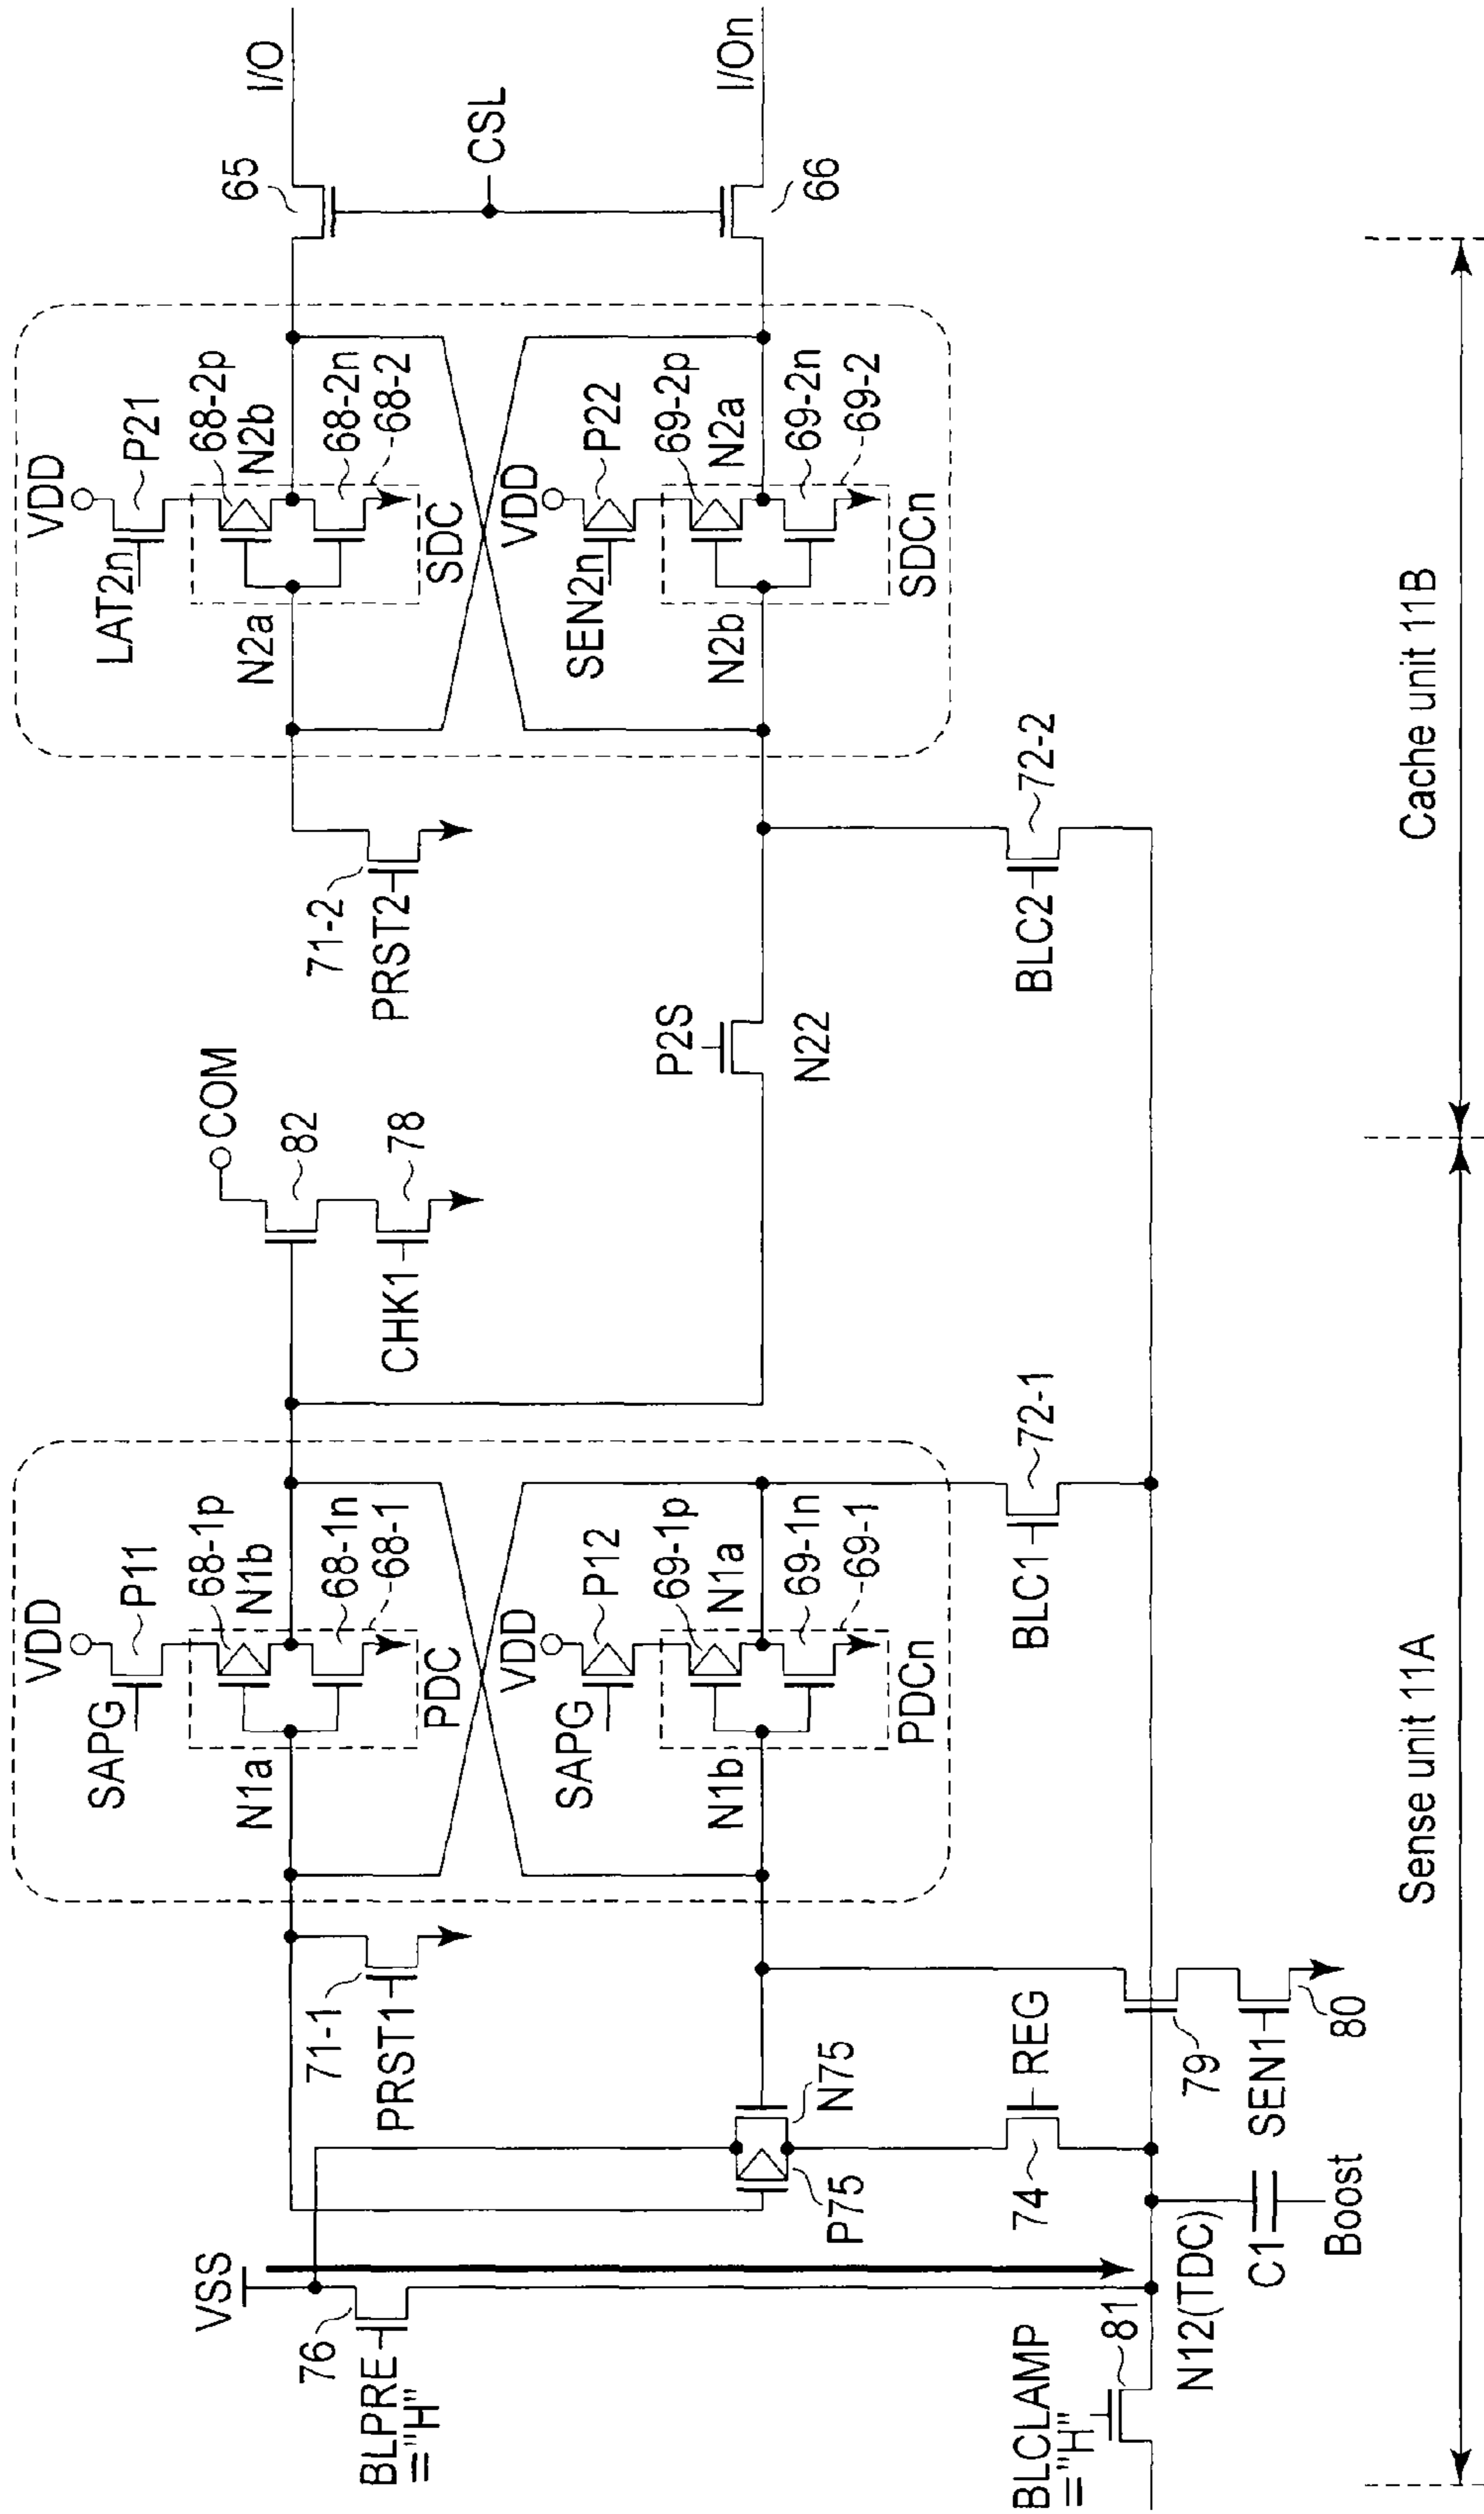 VDD
SAPG
P11
68-1p
N1a
N1b
68-1n
68-1
PDC
VDD
SAPG
P12
69-1p
N1b
N1a
69-1n
69-1
PDCn
VSS
76
BLPRE
="H"
71-1
PRST1
P75
N75
74
REG
BLCLAMP
="H"
81
N12(TDC)
C1
Boost
79
SEN1
80
BLC1
72-1
COM
82
CHK1
78
P2S
N22
71-2
PRST2
BLC2
72-2
VDD
LAT2n
P21
68-2p
N2a
N2b
68-2n
68-2
SDC
VDD
SEN2n
P22
69-2p
N2b
N2a
69-2n
69-2
SDCn
65
I/O
CSL
66
I/On
Sense unit 11A
Cache unit 11B